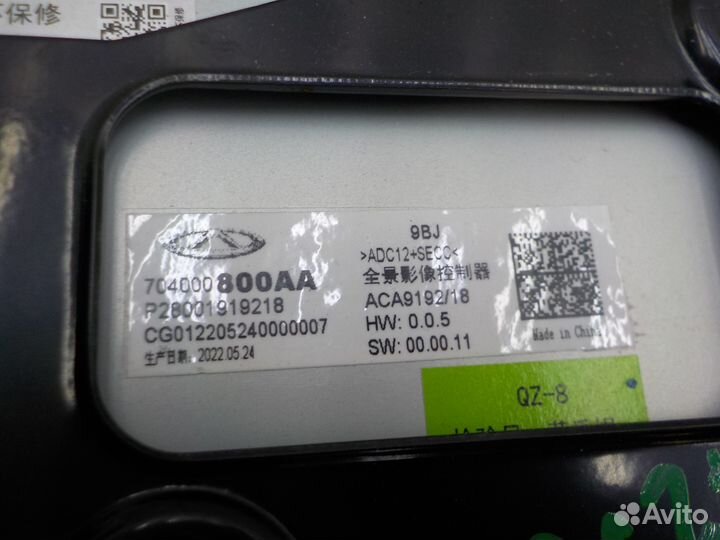 保修
9BJ
>ADC12+SECC<
704000800AA
全景影像控制器
P28001919218
ACA9192/18
CG012205240000007
HW: 0.0.5
生产日期: 2022.05.24
SW: 00.00.11
Made in China
QZ-8
Avito